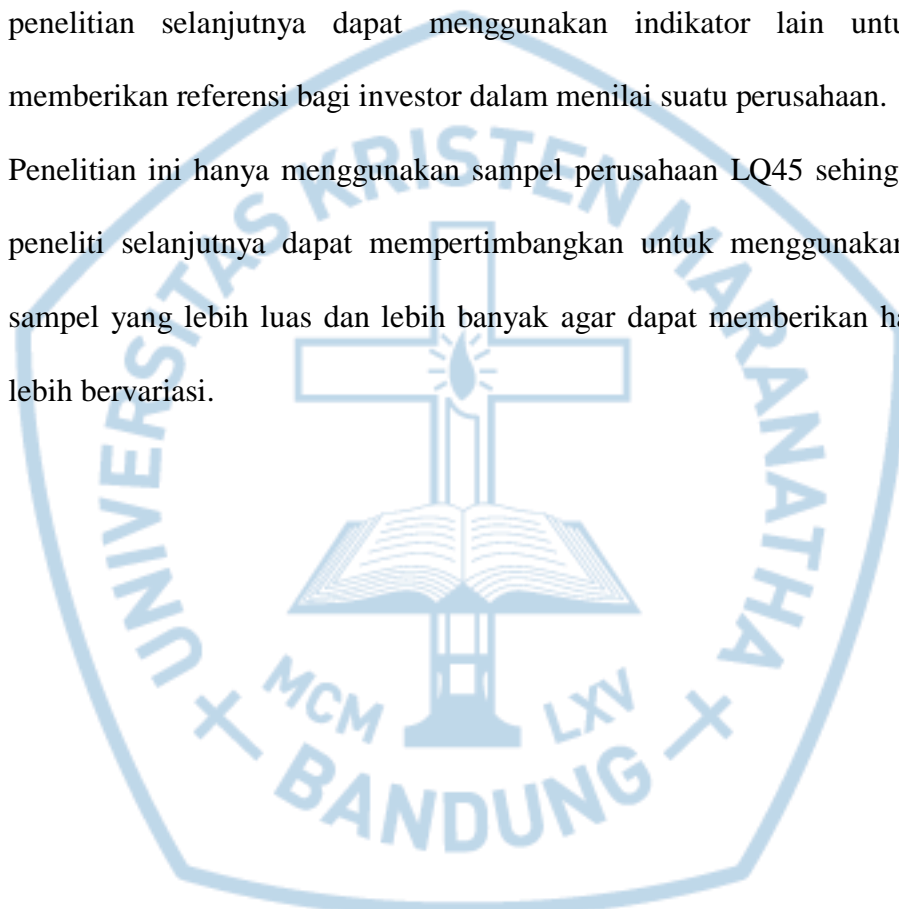 penelitian selanjutnya dapat menggunakan indikator lain untu
memberikan referensi bagi investor dalam menilai suatu perusahaan.
Penelitian ini hanya menggunakan sampel perusahaan LQ45 sehing
peneliti selanjutnya dapat mempertimbangkan untuk menggunakan
sampel yang lebih luas dan lebih banyak agar dapat memberikan ha
lebih bervariasi.
UNIVERSITAS KRISTEN MARANATHA
MCM LXV
BANDUNG